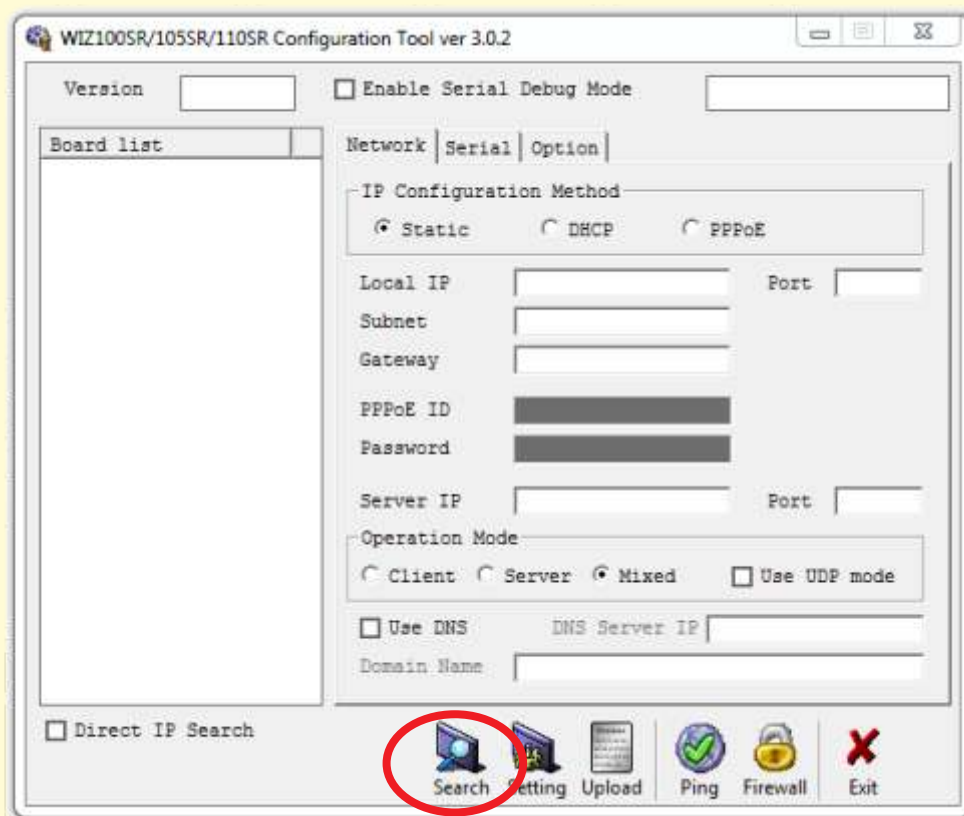 WIZ100SR/105SR/110SR Configuration Tool ver 3.0.2
Version
Enable Serial Debug Mode
Board list
Network Serial Option
IP Configuration Method
Static DHCP PPPoE
Local IP Port
Subnet
Gateway
PPPoE ID
Password
Server IP Port
Operation Mode
Client Server Mixed Use UDP mode
Use DNS DNS Server IP
Domain Name
Direct IP Search
Search Setting Upload Ping Firewall Exit